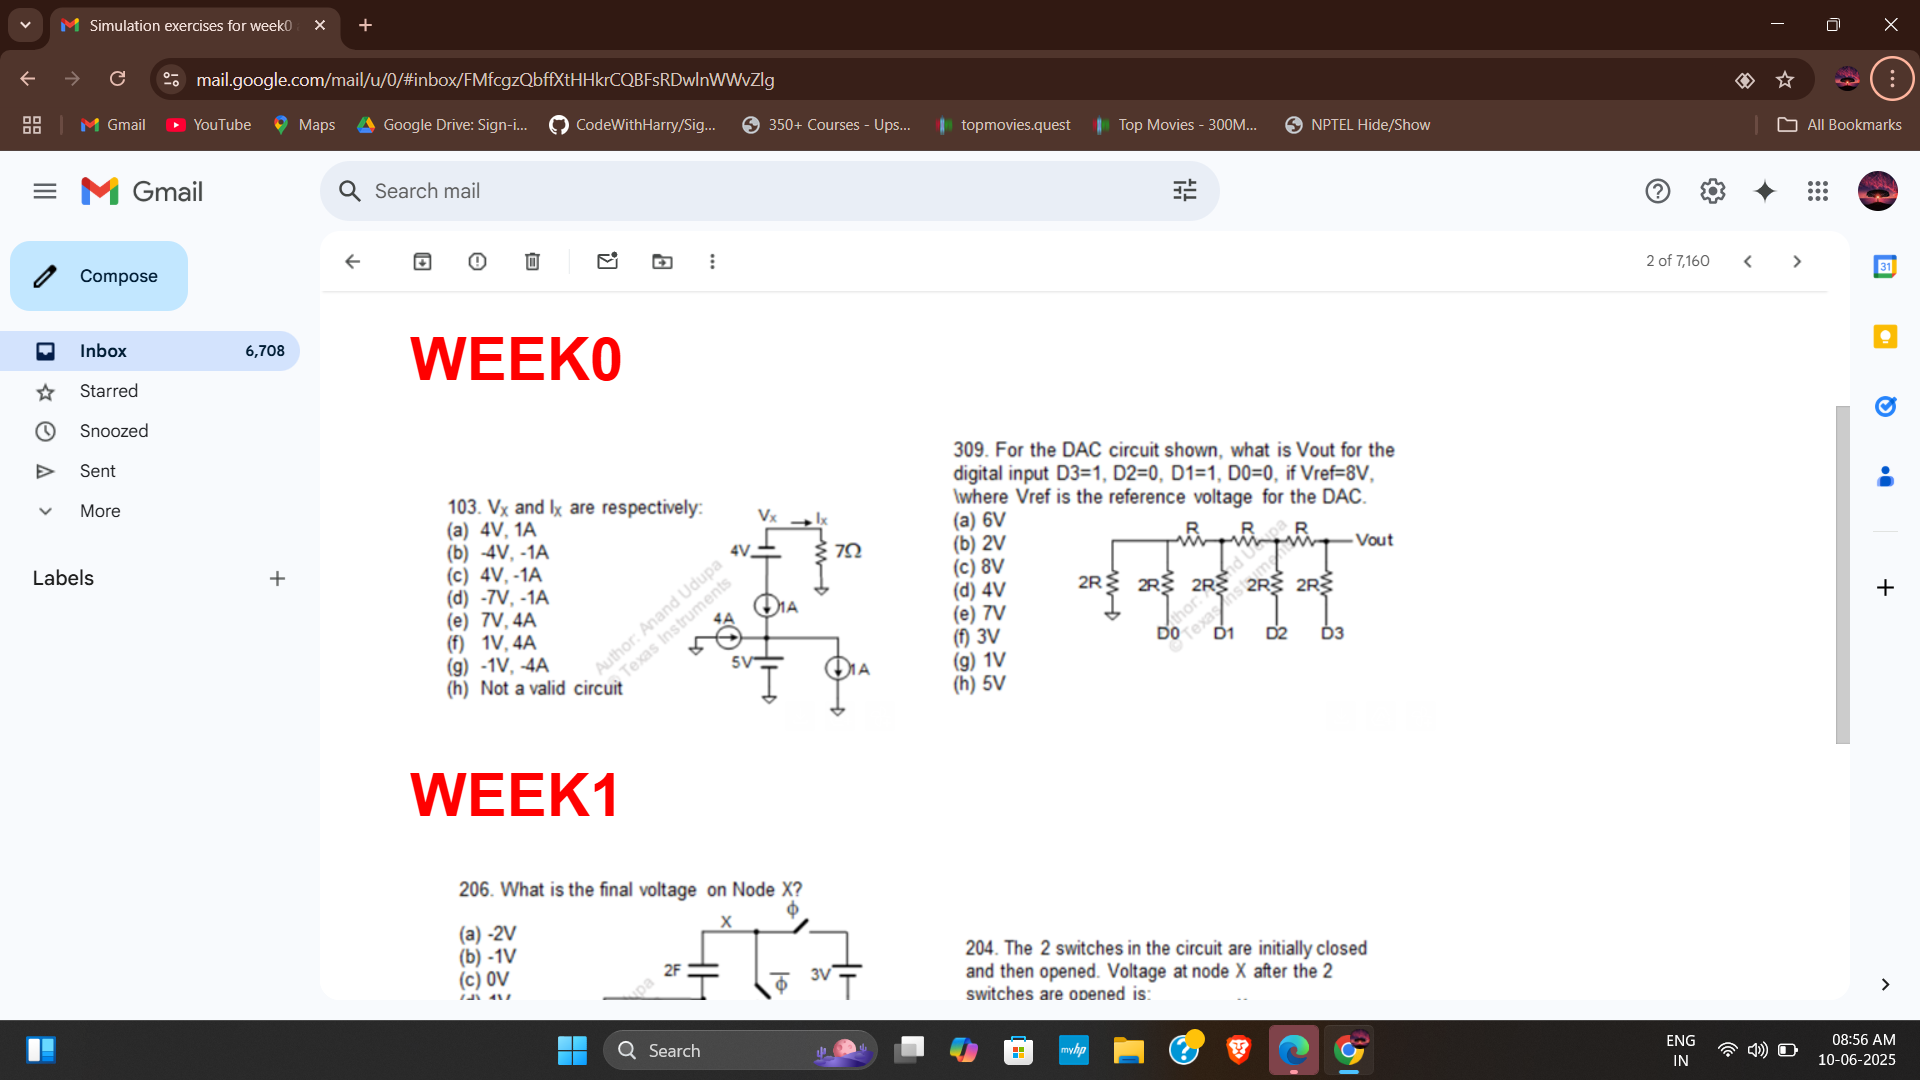 Simulation exercises for week0
mail.google.com/mail/u/0/#inbox/FMfcgzQbffXtHHkrCQBFsRDwlnWWvZlg
Gmail
YouTube
Maps
Google Drive: Sign-i...
CodeWithHarry/Sig...
350+ Courses - Ups...
topmovies.quest
Top Movies - 300M...
NPTEL Hide/Show
All Bookmarks
Gmail
Search mail
Compose
2 of 7,160
Inbox 6,708
Starred
Snoozed
Sent
More
Labels
31
WEEK0
103. VX and IX are respectively:
(a) 4V, 1A
(b) -4V, -1A
(c) 4V, -1A
(d) -7V, -1A
(e) 7V, 4A
(f) 1V, 4A
(g) -1V, -4A
(h) Not a valid circuit
Vx
Ix
4V
7Ω
1A
4A
5V
1A
Author: Anand Udupa
© Texas Instruments
309. For the DAC circuit shown, what is Vout for the
digital input D3=1, D2=0, D1=1, D0=0, if Vref=8V,
\where Vref is the reference voltage for the DAC.
(a) 6V
(b) 2V
(c) 8V
(d) 4V
(e) 7V
(f) 3V
(g) 1V
(h) 5V
R R R
Vout
2R 2R 2R 2R 2R
D0 D1 D2 D3
WEEK1
206. What is the final voltage on Node X?
(a) -2V
(b) -1V
(c) 0V
(d) 1V
X
ϕ
2F
3V
ϕ̅
204. The 2 switches in the circuit are initially closed
and then opened. Voltage at node X after the 2
switches are opened is:
Search
myhp
ENG
IN
08:56 AM
10-06-2025